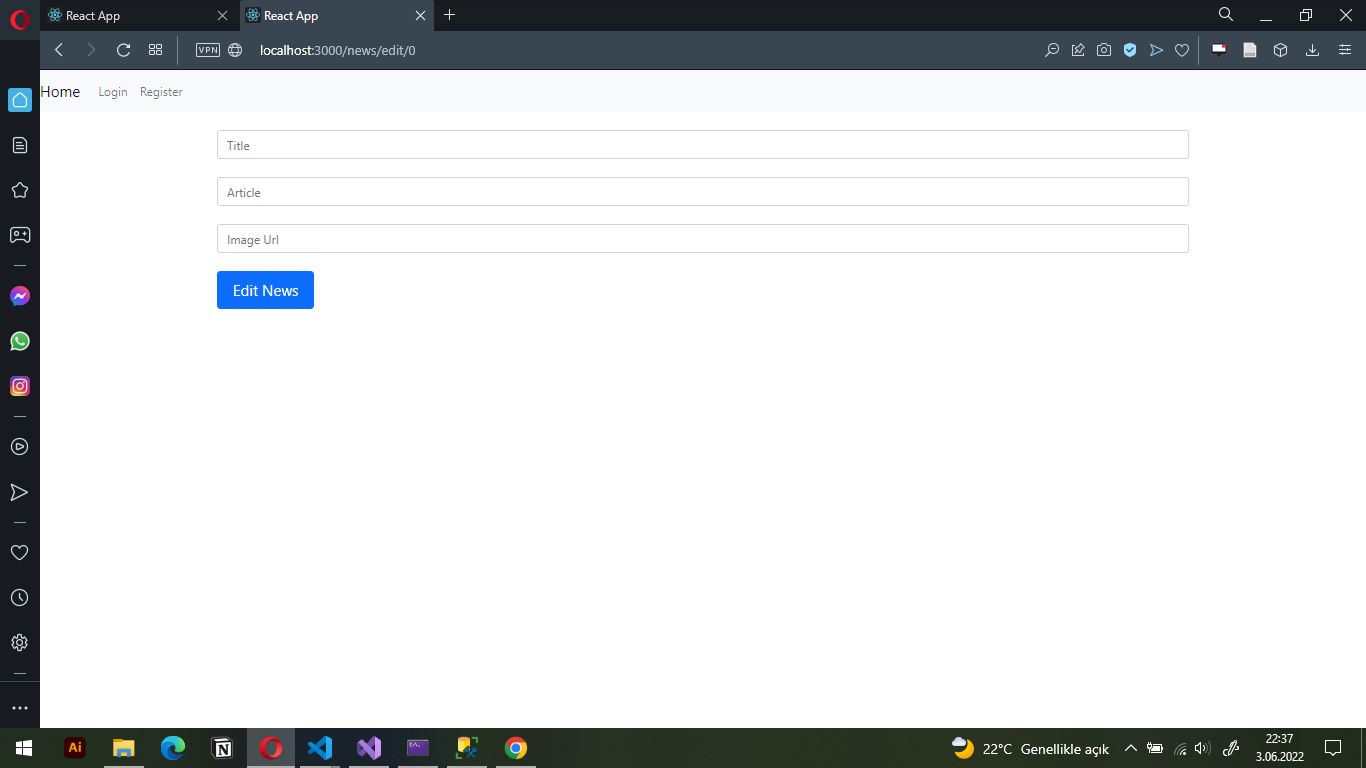 React App
React App
VPN
localhost:3000/news/edit/0
Home
Login
Register
Title
Article
Image Url
Edit News
Ai
22°C Genellikle açık
22:37
3.06.2022